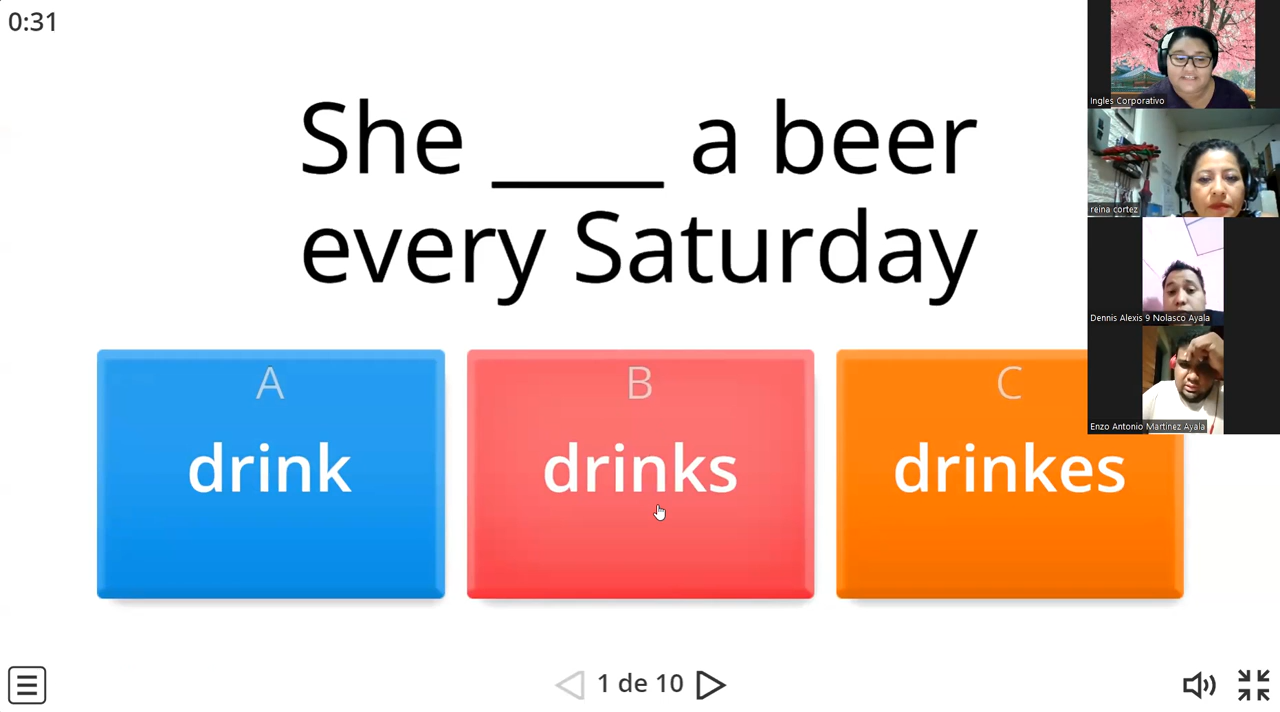 0:31
She _____ a beer
every Saturday
A
drink
B
drinks
C
drinkes
1 de 10
Ingles Corporativo
reina cortez
Dennis Alexis 9 Nolasco Ayala
Enzo Antonio Martinez Ayala